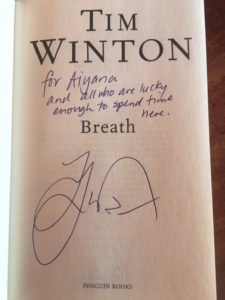 TIM
WINTON
for Aiyana
and all who are lucky
enough to spend time
here.
Breath
PENGUIN BOOKS